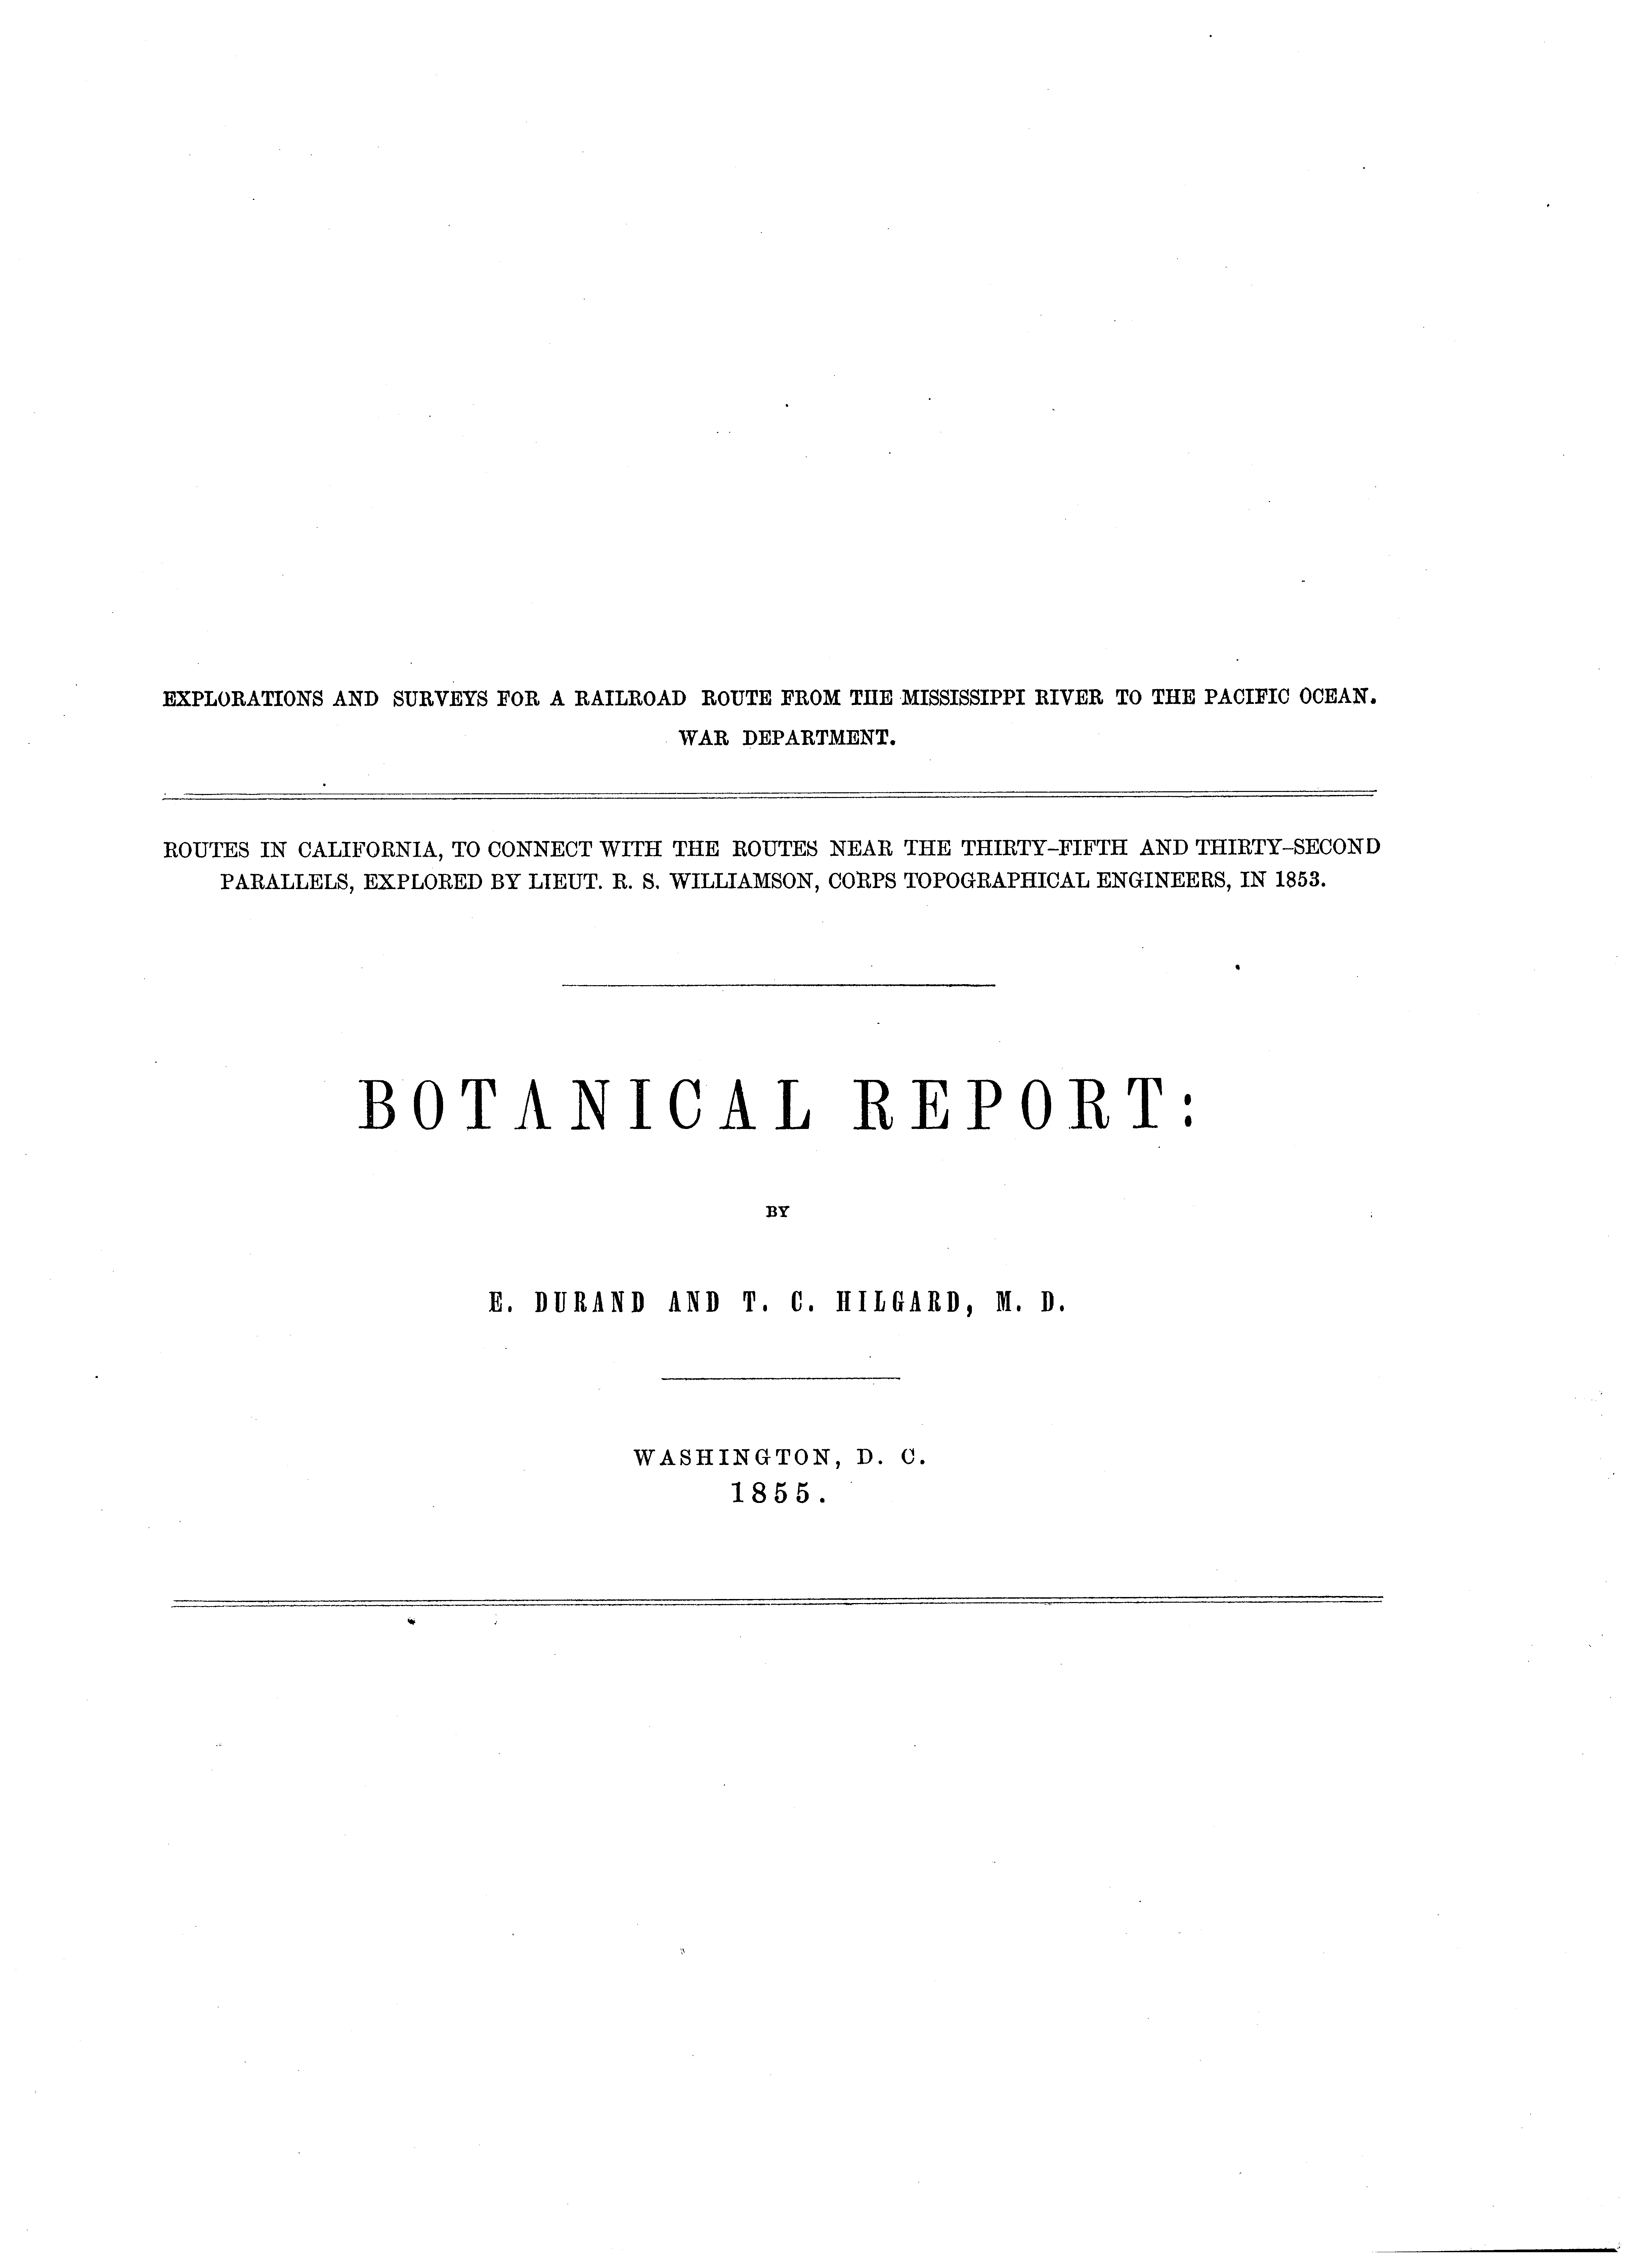 EXPLORATIONS AND SURVEYS FOR A RAILROAD ROUTE FROM THE MISSISSIPPI RIVER TO THE PACIFIC OCEAN.
WAR DEPARTMENT.
ROUTES IN CALIFORNIA, TO CONNECT WITH THE ROUTES NEAR THE THIRTY-FIFTH AND THIRTY-SECOND
PARALLELS, EXPLORED BY LIEUT. R. S. WILLIAMSON, CORPS TOPOGRAPHICAL ENGINEERS, IN 1853.
BOTANICAL REPORT:
BY
E. DURAND AND T. C. HILGARD, M. D.
WASHINGTON, D. C.
1855.